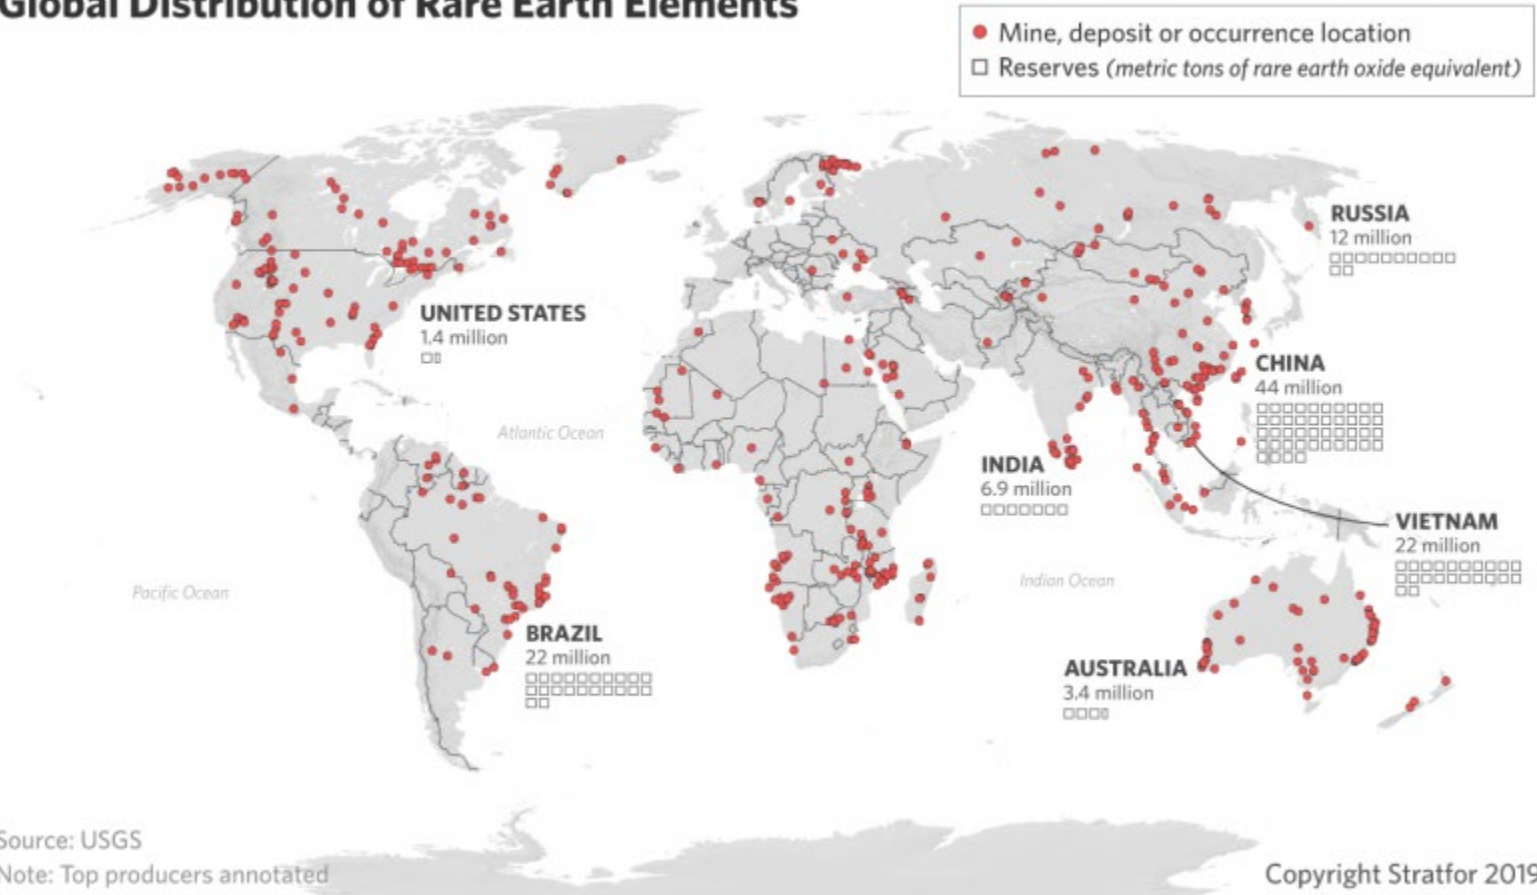 Global Distribution of Rare Earth Elements
Mine, deposit or occurrence location
Reserves (metric tons of rare earth oxide equivalent)
RUSSIA
12 million
UNITED STATES
1.4 million
CHINA
44 million
Atlantic Ocean
INDIA
6.9 million
VIETNAM
22 million
Pacific Ocean
Indian Ocean
BRAZIL
22 million
AUSTRALIA
3.4 million
Source: USGS
Note: Top producers annotated
Copyright Stratfor 2019